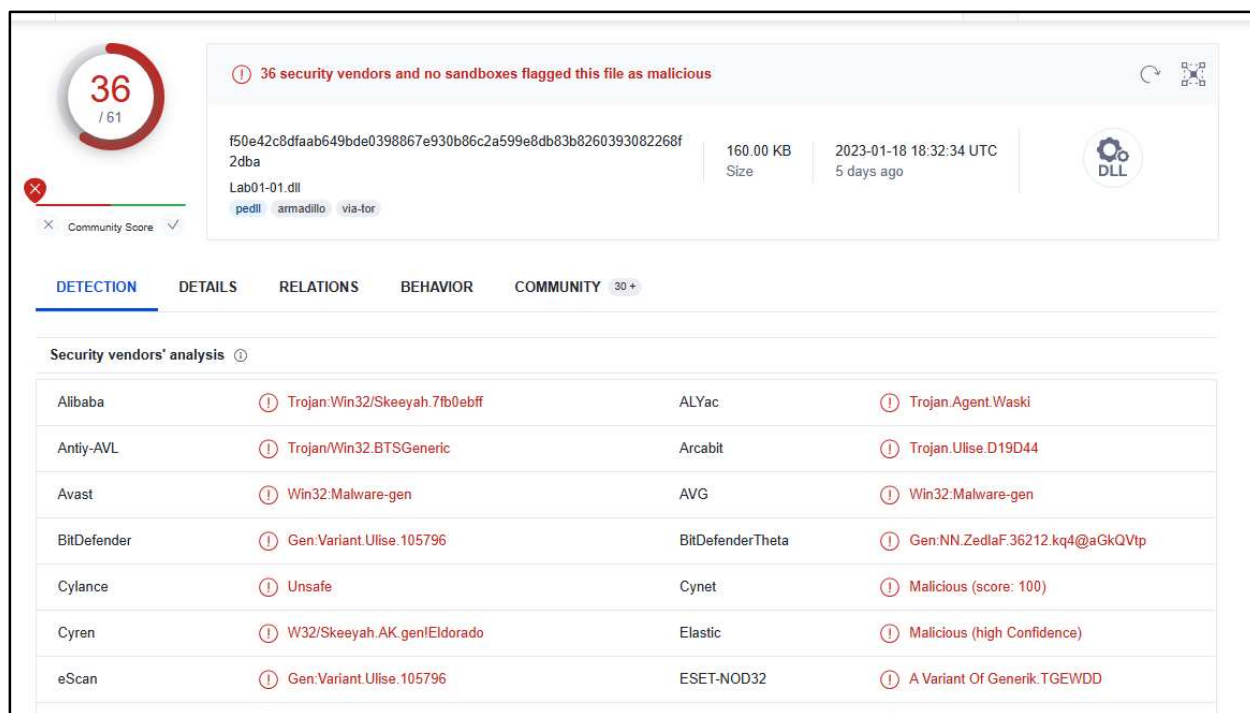 36
/ 61
Community Score
36 security vendors and no sandboxes flagged this file as malicious
f50e42c8dfaab649bde0398867e930b86c2a599e8db83b8260393082268f
2dba
Lab01-01.dll
pedll armadillo via-tor
160.00 KB
Size
2023-01-18 18:32:34 UTC
5 days ago
DLL
DETECTION DETAILS RELATIONS BEHAVIOR COMMUNITY 30 +
Security vendors' analysis
Alibaba Trojan:Win32/Skeeyah.7fb0ebff ALYac Trojan.Agent.Waski
Antiy-AVL Trojan/Win32.BTSGeneric Arcabit Trojan.Ulise.D19D44
Avast Win32:Malware-gen AVG Win32:Malware-gen
BitDefender Gen:Variant.Ulise.105796 BitDefenderTheta Gen:NN.ZedlaF.36212.kq4@aGkQVtp
Cylance Unsafe Cynet Malicious (score: 100)
Cyren W32/Skeeyah.AK.gen!Eldorado Elastic Malicious (high Confidence)
eScan Gen:Variant.Ulise.105796 ESET-NOD32 A Variant Of Generik.TGEWDD